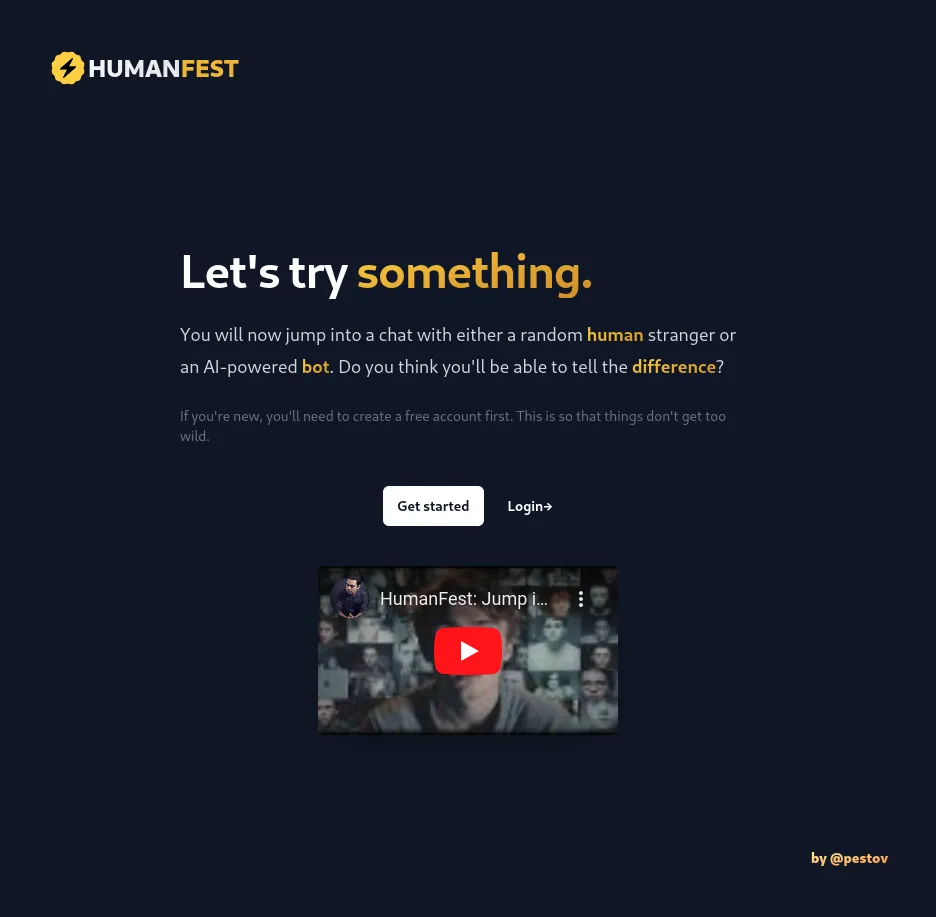 HUMANFEST
Let's try something.
You will now jump into a chat with either a random human stranger or
an AI-powered bot. Do you think you'll be able to tell the difference?
If you're new, you'll need to create a free account first. This is so that things don't get too
wild.
Get started
Login→
HumanFest: Jump i...
by @pestov